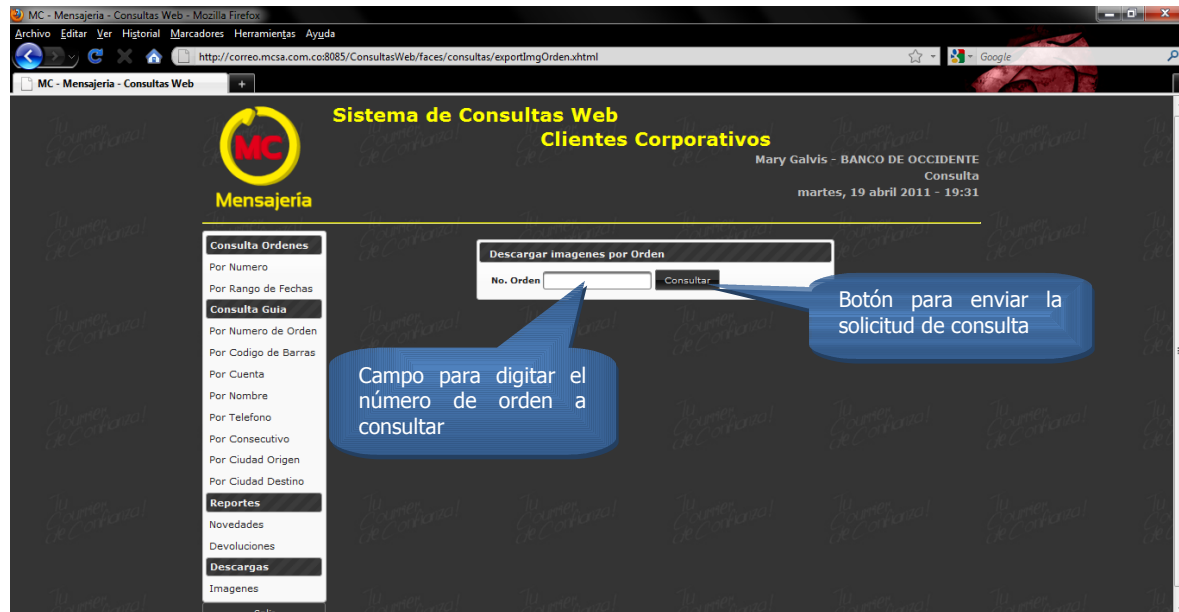 MC - Mensajeria - Consultas Web - Mozilla Firefox
Archivo Editar Ver Historial Marcadores Herramientas Ayuda
http://correo.mcsa.com.co:8085/ConsultasWeb/faces/consultas/exportImgOrden.xhtml
Google
MC - Mensajeria - Consultas Web
Sistema de Consultas Web
Clientes Corporativos
MC
Mensajería
Mary Galvis - BANCO DE OCCIDENTE
Consulta
martes, 19 abril 2011 - 19:31
Consulta Ordenes
Por Numero
Por Rango de Fechas
Consulta Guia
Por Numero de Orden
Por Codigo de Barras
Por Cuenta
Por Nombre
Por Telefono
Por Consecutivo
Por Ciudad Origen
Por Ciudad Destino
Reportes
Novedades
Devoluciones
Descargas
Imagenes
Descargar imagenes por Orden
No. Orden
Consultar
Botón para enviar la
solicitud de consulta
Campo para digitar el
número de orden a
consultar